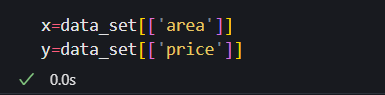 x=data_set[['area']]
y=data_set[['price']]
✓ 0.0s